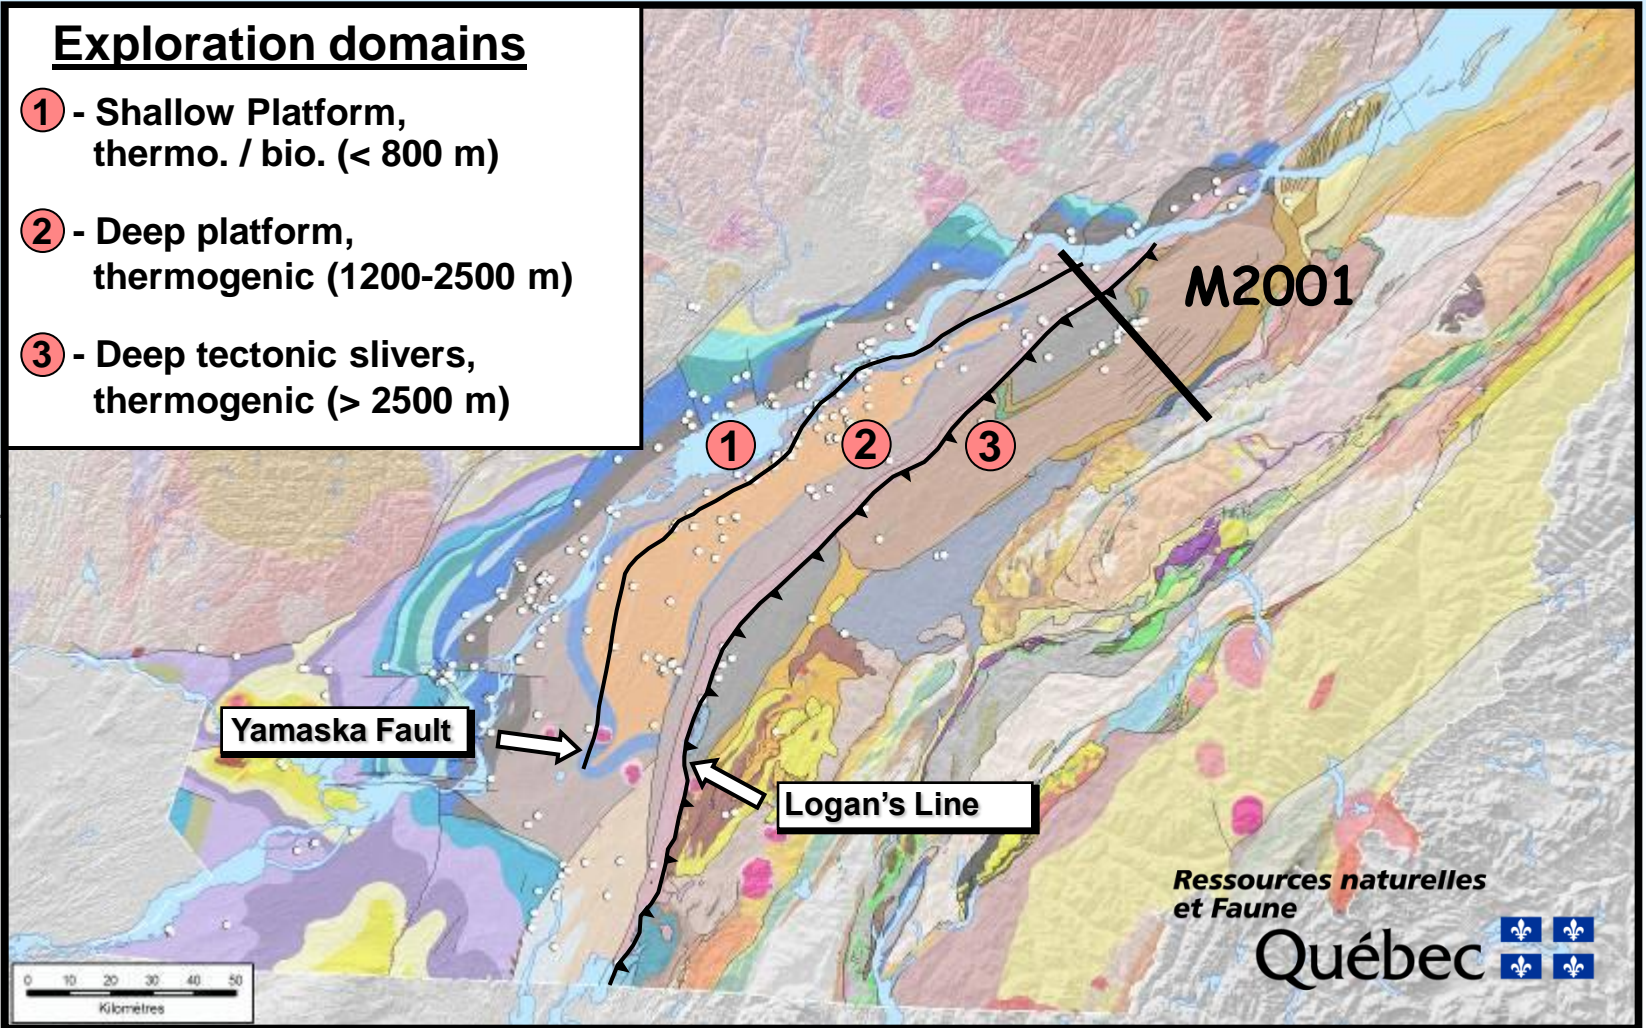 Exploration domains
1 - Shallow Platform,
thermo. / bio. (< 800 m)
2 - Deep platform,
thermogenic (1200-2500 m)
3 - Deep tectonic slivers,
thermogenic (> 2500 m)
M2001
1
2
3
Yamaska Fault
Logan's Line
Ressources naturelles
et Faune
Québec
0 10 20 30 40 50
Kilomètres